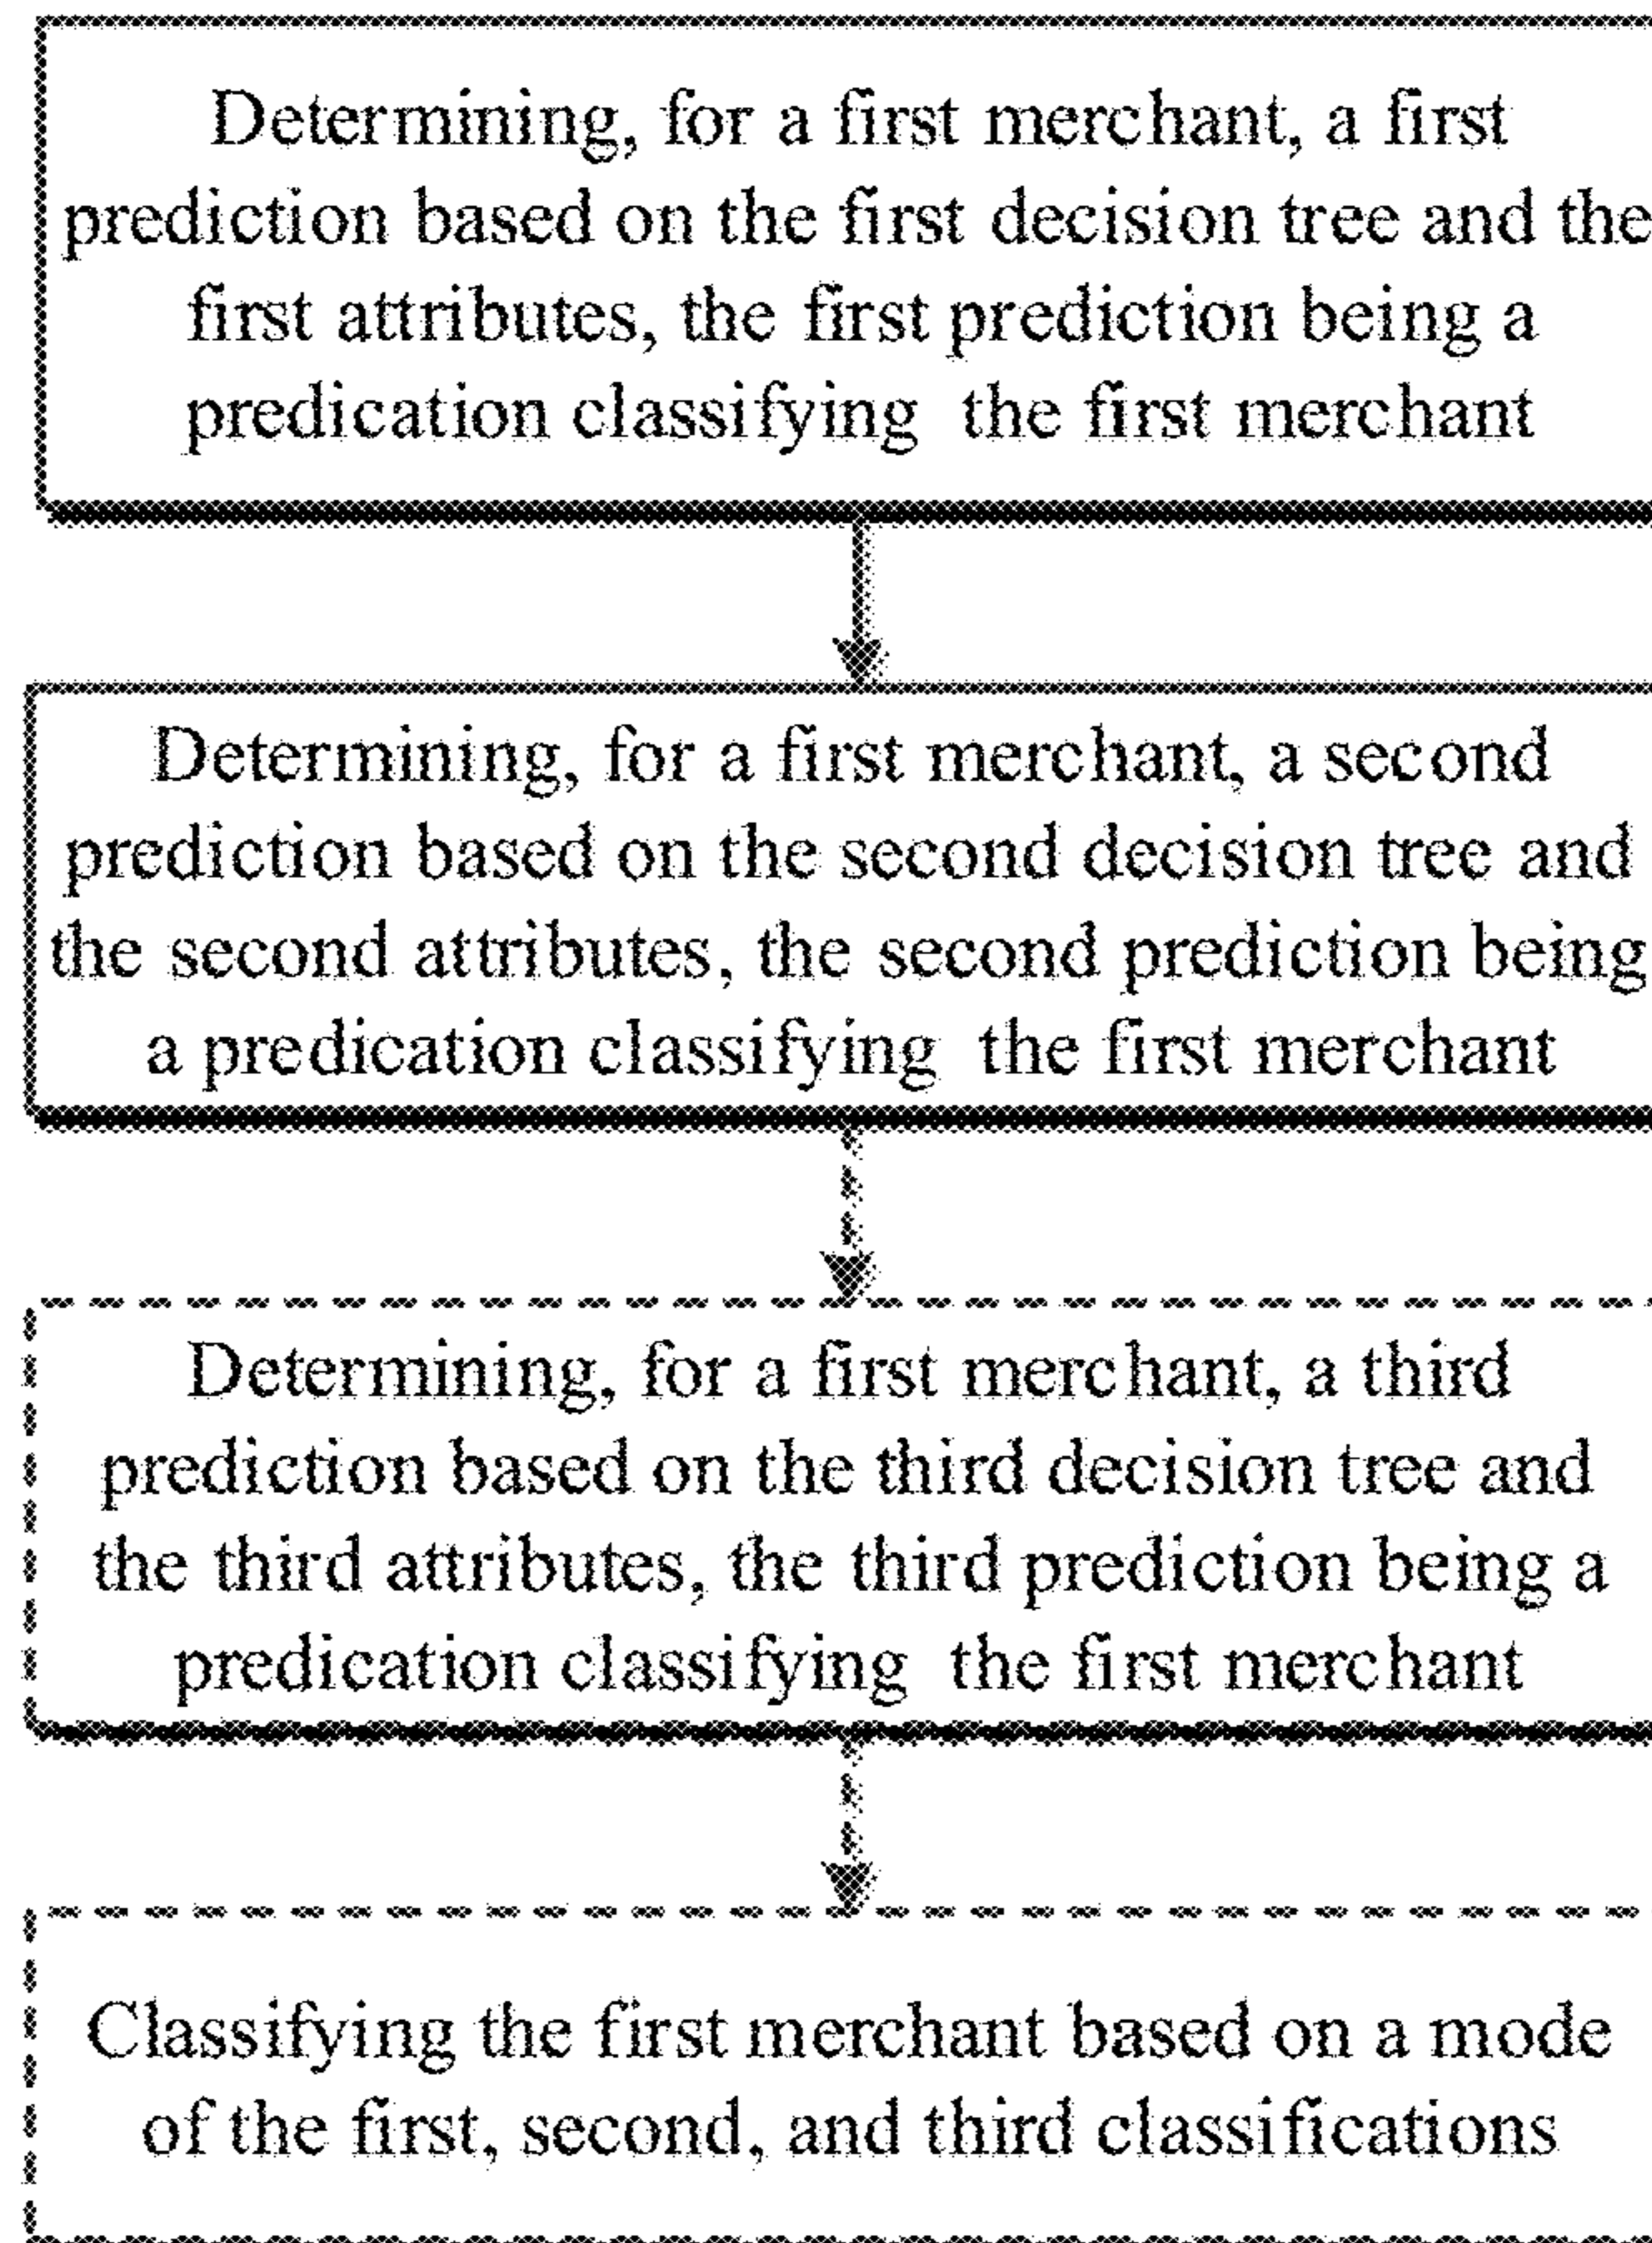 Determining, for a first merchant, a first
prediction based on the first decision tree and the
first attributes, the first prediction being a
predication classifying the first merchant
Determining, for a first merchant, a second
prediction based on the second decision tree and
the second attributes, the second prediction being
a predication classifying the first merchant
Determining, for a first merchant, a third
prediction based on the third decision tree and
the third attributes, the third prediction being a
predication classifying the first merchant
Classifying the first merchant based on a mode
of the first, second, and third classifications